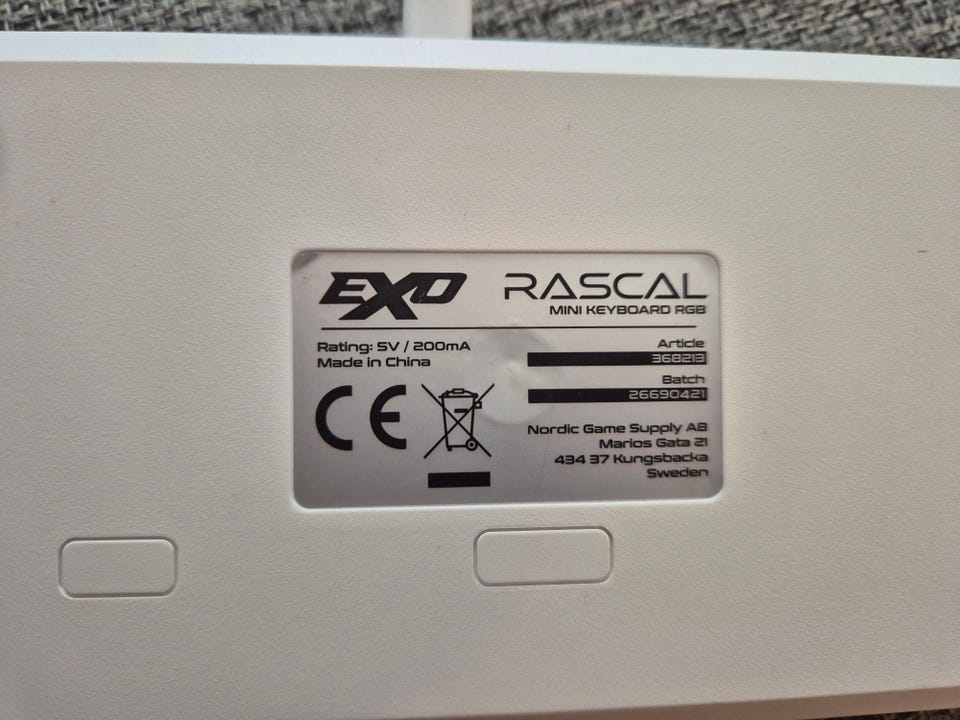 EXO
RASCAL
MINI KEYBOARD RGB
Rating: 5V / 200mA
Made in China
CE
Article
368213
Batch
26690421
Nordic Game Supply AB
Marios Gata 21
434 37 Kungsbacka
Sweden